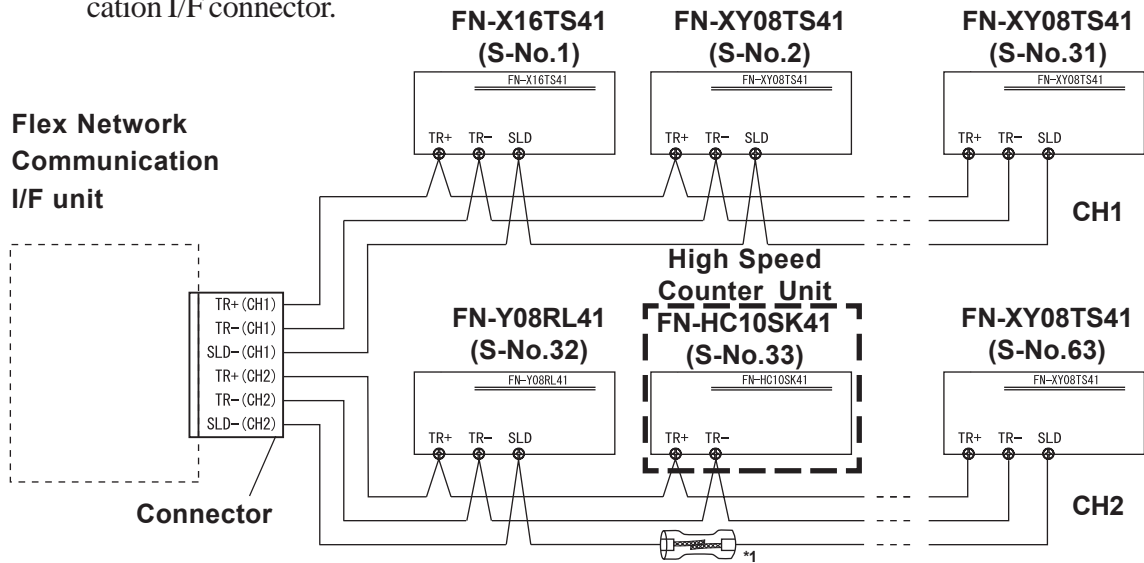 cation I/F connector.
FN-X16TS41
(S-No.1)
FN-XY08TS41
(S-No.2)
FN-XY08TS41
(S-No.31)
FN-X16TS41
FN-XY08TS41
FN-XY08TS41
TR+ TR- SLD
TR+ TR- SLD
TR+ TR- SLD
Flex Network
Communication
I/F unit
CH1
TR+(CH1)
TR-(CH1)
SLD-(CH1)
TR+(CH2)
TR-(CH2)
SLD-(CH2)
Connector
High Speed
Counter Unit
FN-Y08RL41
(S-No.32)
FN-HC10SK41
(S-No.33)
FN-XY08TS41
(S-No.63)
FN-Y08RL41
FN-HC10SK41
FN-XY08TS41
TR+ TR- SLD
TR+ TR-
TR+ TR- SLD
CH2
*1